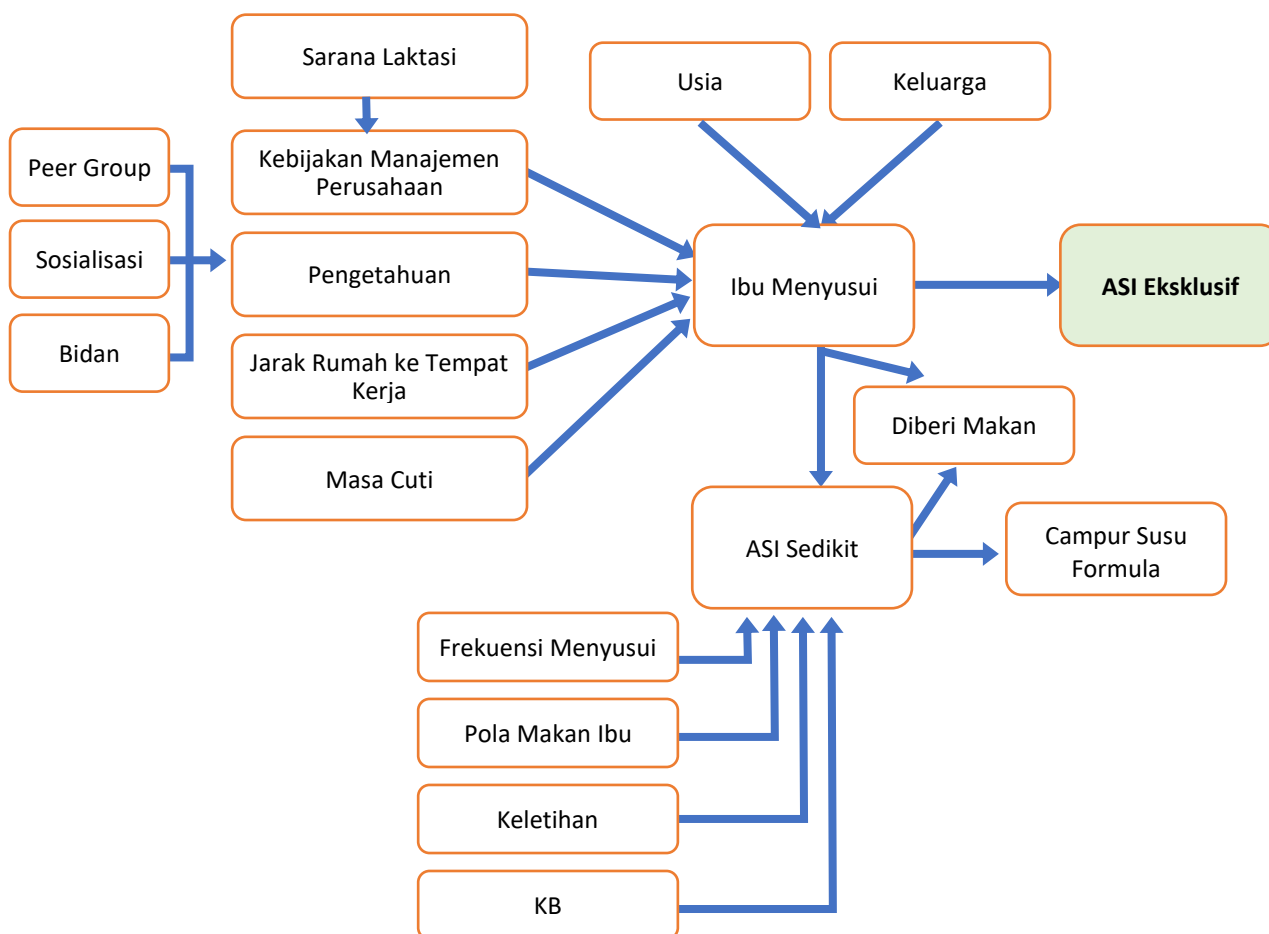 Sarana Laktasi
Usia
Keluarga
Peer Group
Kebijakan Manajemen
Perusahaan
Sosialisasi
Pengetahuan
Ibu Menyusui
ASI Eksklusif
Bidan
Jarak Rumah ke Tempat
Kerja
Diberi Makan
Masa Cuti
ASI Sedikit
Campur Susu
Formula
Frekuensi Menyusui
Pola Makan Ibu
Keletihan
KB